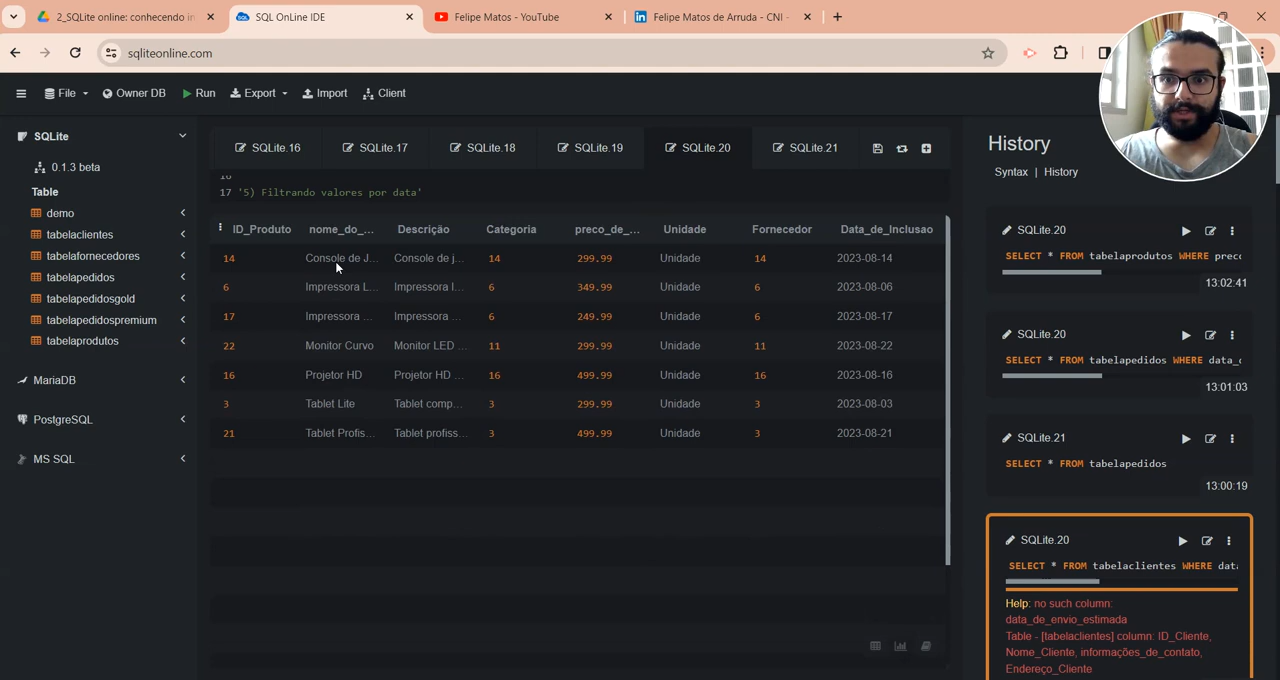 2_SQLite online: conhecendo in
SQL OnLine IDE
Felipe Matos - YouTube
Felipe Matos de Arruda - CNI -
sqliteonline.com
File
Owner DB
Run
Export
Import
Client
SQLite
0.1.3 beta
Table
demo
tabelaclientes
tabelafornecedores
tabelapedidos
tabelapedidosgold
tabelapedidospremium
tabelaprodutos
MariaDB
PostgreSQL
MS SQL
SQLite.16 SQLite.17 SQLite.18 SQLite.19 SQLite.20 SQLite.21
16
17 '5) Filtrando valores por data'
ID_Produto nome_do_... Descrição Categoria preco_de_... Unidade Fornecedor Data_de_Inclusao
14 Console de J... Console de j... 14 299.99 Unidade 14 2023-08-14
6 Impressora L... Impressora l... 6 349.99 Unidade 6 2023-08-06
17 Impressora ... Impressora ... 6 249.99 Unidade 6 2023-08-17
22 Monitor Curvo Monitor LED ... 11 299.99 Unidade 11 2023-08-22
16 Projetor HD Projetor HD ... 16 499.99 Unidade 16 2023-08-16
3 Tablet Lite Tablet comp... 3 299.99 Unidade 3 2023-08-03
21 Tablet Profis... Tablet profiss... 3 499.99 Unidade 3 2023-08-21
History
Syntax | History
SQLite.20
SELECT * FROM tabelaprodutos WHERE prec
13:02:41
SQLite.20
SELECT * FROM tabelapedidos WHERE data_
13:01:03
SQLite.21
SELECT * FROM tabelapedidos
13:00:19
SQLite.20
SELECT * FROM tabelaclientes WHERE dat
Help: no such column:
data_de_envio_estimada
Table - [tabelaclientes] column: ID_Cliente,
Nome_Cliente, informações_de_contato,
Endereço_Cliente